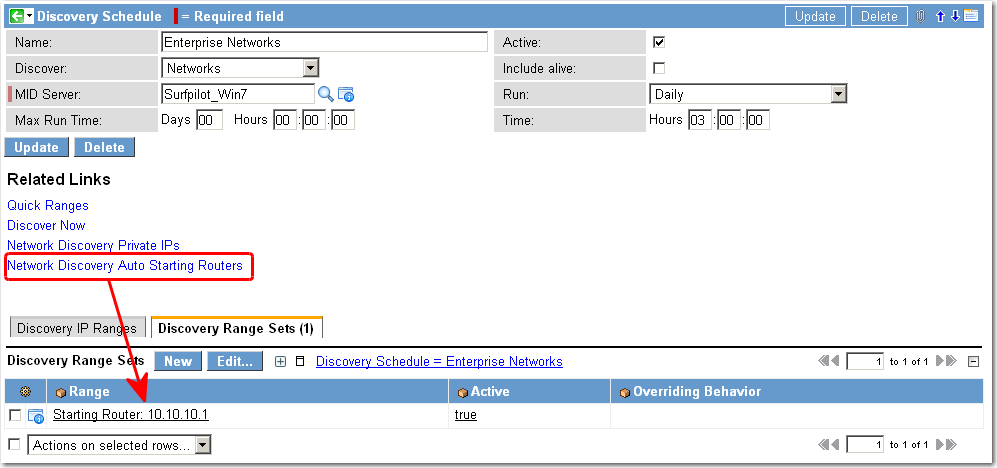 Discovery Schedule = Required field Update Delete
Name: Enterprise Networks Active:
Discover: Networks Include alive:
MID Server: Surfpilot_Win7 Run: Daily
Max Run Time: Days 00 Hours 00 : 00 : 00 Time: Hours 03 : 00 : 00
Update Delete
Related Links
Quick Ranges
Discover Now
Network Discovery Private IPs
Network Discovery Auto Starting Routers
Discovery IP Ranges Discovery Range Sets (1)
Discovery Range Sets New Edit... Discovery Schedule = Enterprise Networks 1 to 1 of 1
Range Active Overriding Behavior
Starting Router: 10.10.10.1 true
Actions on selected rows... 1 to 1 of 1